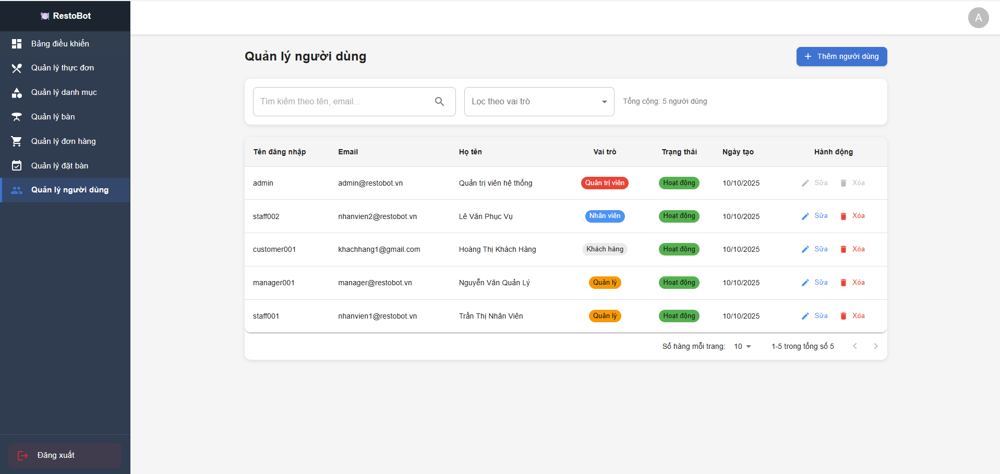 RestoBot
A
Bảng điều khiển
Quản lý thực đơn
Quản lý danh mục
Quản lý bàn
Quản lý đơn hàng
Quản lý đặt bàn
Quản lý người dùng
Đăng xuất
Quản lý người dùng
Thêm người dùng
Tìm kiếm theo tên, email...
Lọc theo vai trò
Tổng cộng: 5 người dùng
Tên đăng nhập Email Họ tên Vai trò Trạng thái Ngày tạo Hành động
admin admin@restobot.vn Quản trị viên hệ thống Quản trị viên Hoạt động 10/10/2025 Sửa Xóa
staff002 nhanvien2@restobot.vn Lê Văn Phục Vụ Nhân viên Hoạt động 10/10/2025 Sửa Xóa
customer001 khachhang1@gmail.com Hoàng Thị Khách Hàng Khách hàng Hoạt động 10/10/2025 Sửa Xóa
manager001 manager@restobot.vn Nguyễn Văn Quản Lý Quản lý Hoạt động 10/10/2025 Sửa Xóa
staff001 nhanvien1@restobot.vn Trần Thị Nhân Viên Quản lý Hoạt động 10/10/2025 Sửa Xóa
Số hàng mỗi trang: 10 1-5 trong tổng số 5